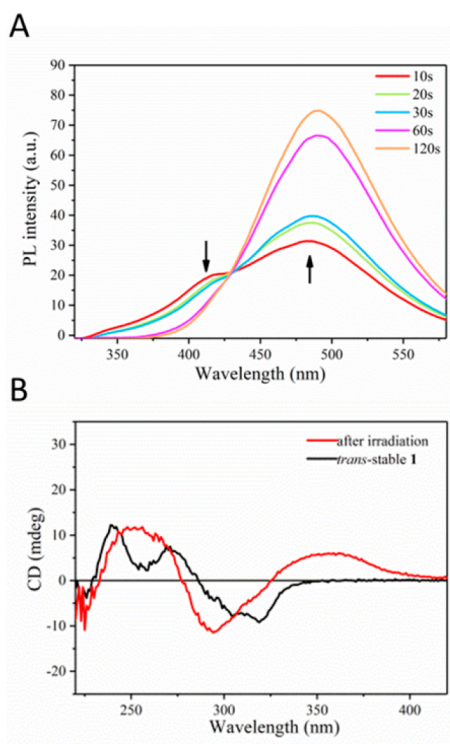 A
90
80
70
60
50
40
30
20
10
0
PL intensity (a.u.)
10s
20s
30s
60s
120s
350 400 450 500 550
Wavelength (nm)
B
30
20
10
0
-10
-20
CD (mdeg)
after irradiation
trans-stable 1
250 300 350 400
Wavelength (nm)